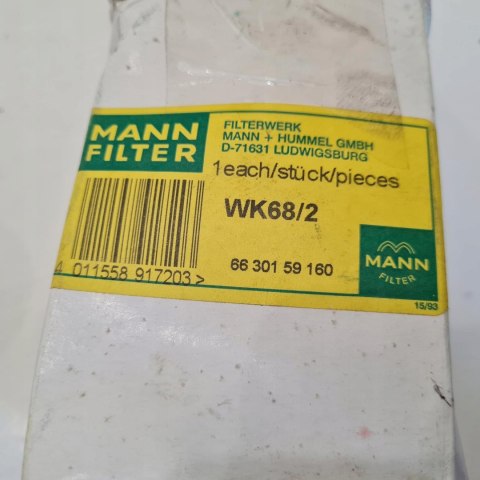 MANN
FILTER
FILTERWERK
MANN + HUMMEL GMBH
D-71631 LUDWIGSBURG
1each/stück/pieces
WK68/2
4 011558 917203 >
66 301 59 160
MANN
FILTER
15/93